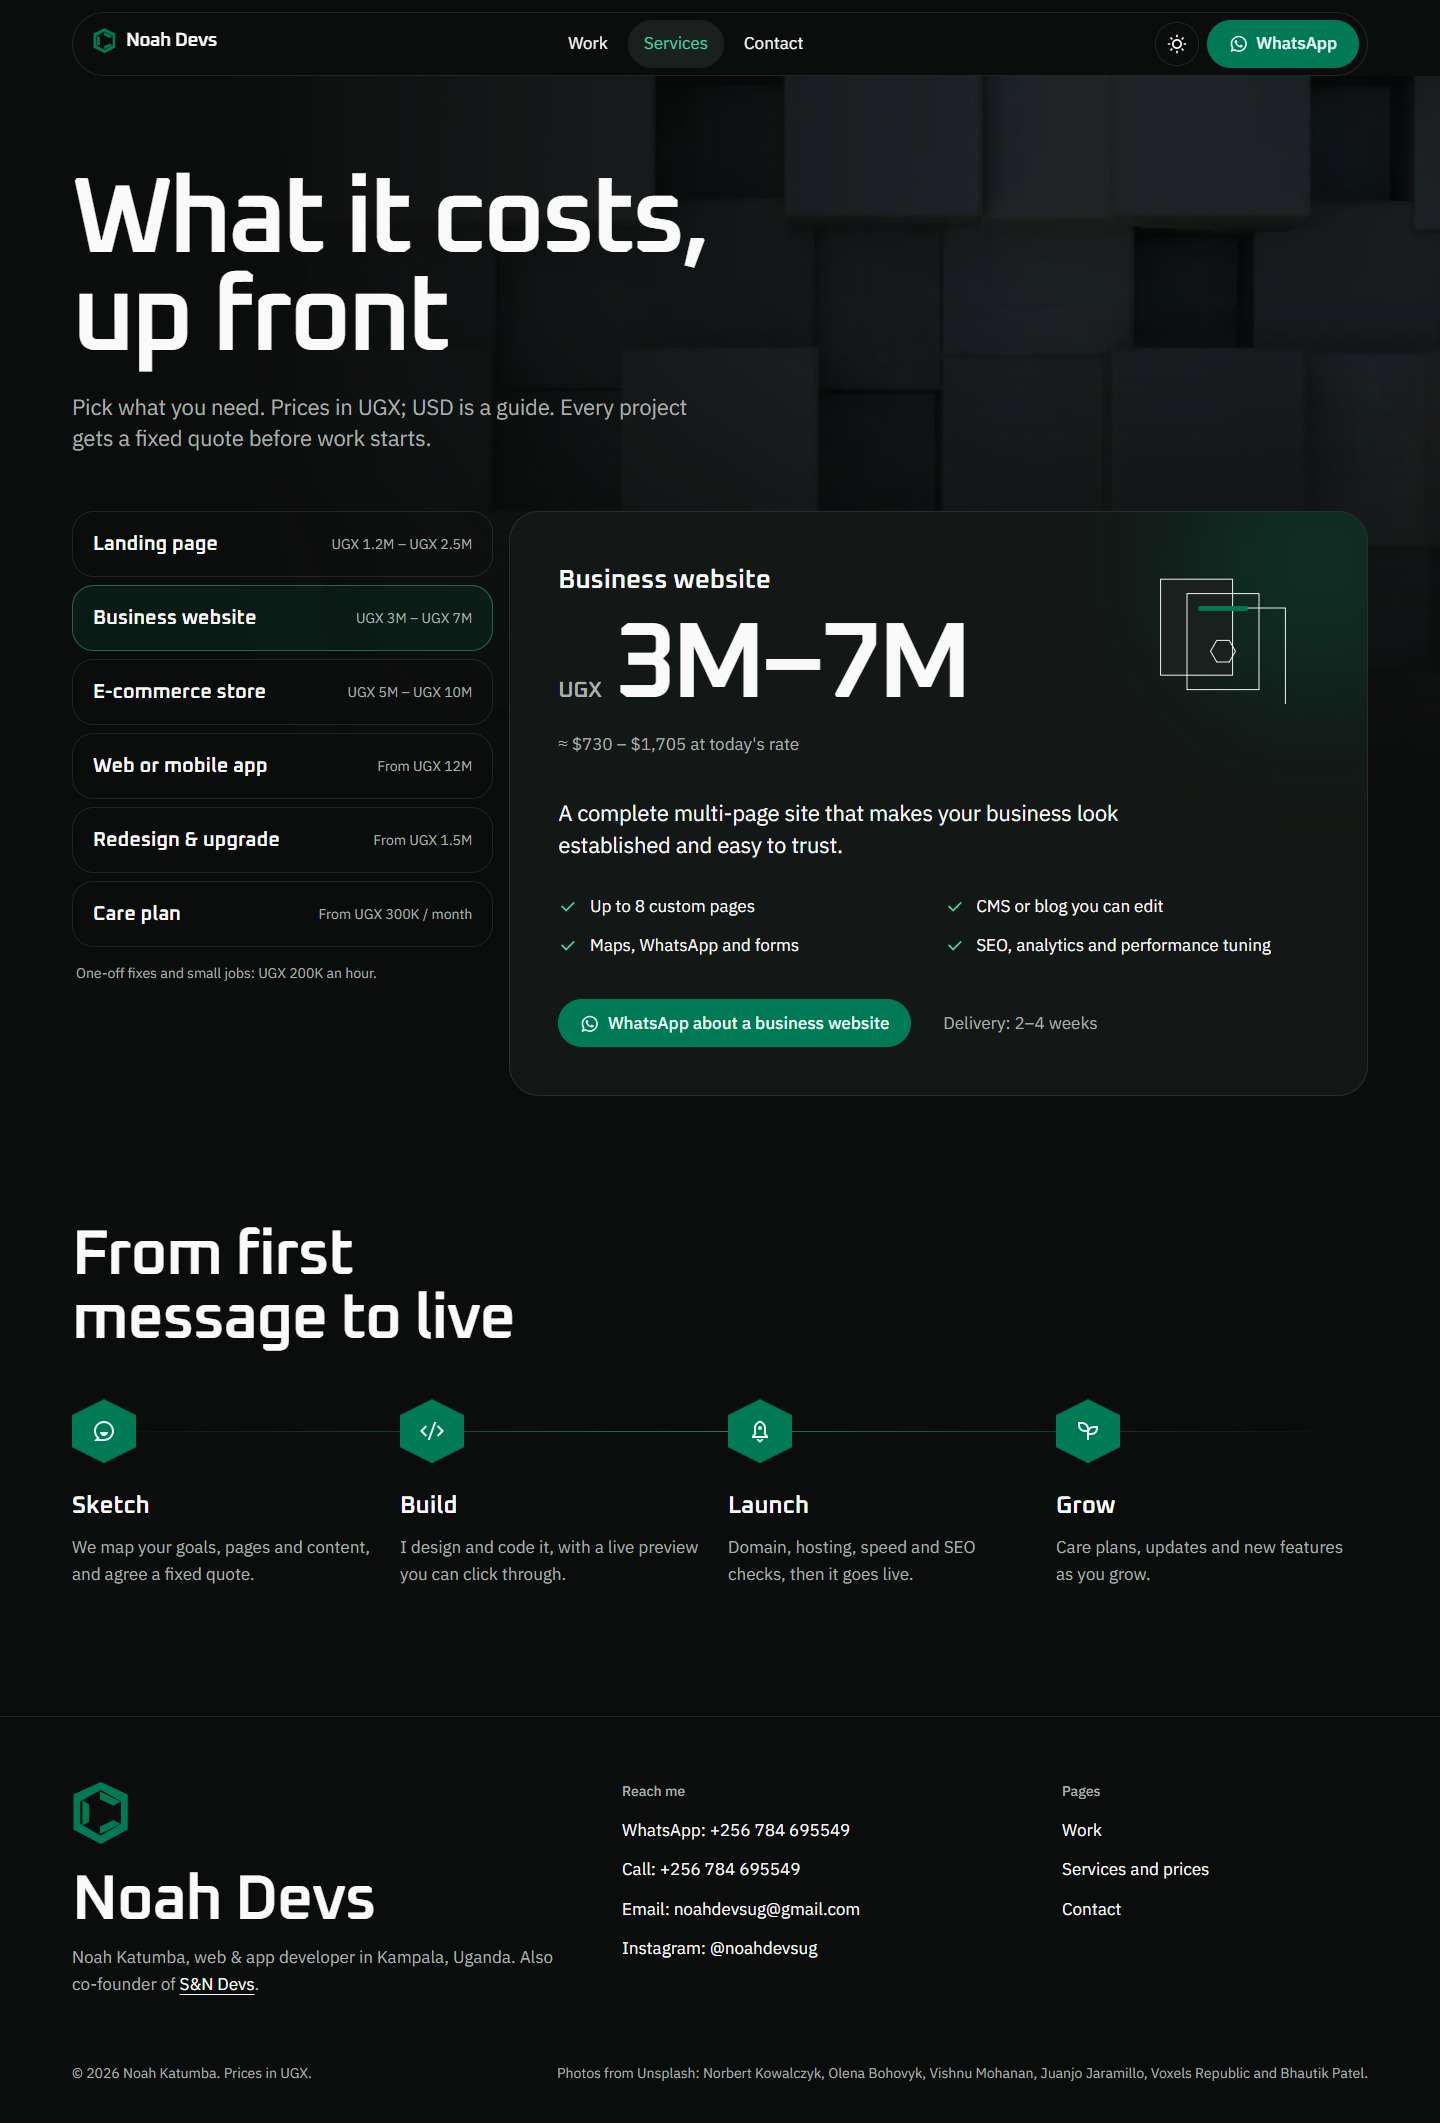 Noah Devs
Work
Services
Contact
WhatsApp
What it costs,
up front
Pick what you need. Prices in UGX; USD is a guide. Every project
gets a fixed quote before work starts.
Landing page
UGX 1.2M – UGX 2.5M
Business website
UGX 3M – UGX 7M
E-commerce store
UGX 5M – UGX 10M
Web or mobile app
From UGX 12M
Redesign & upgrade
From UGX 1.5M
Care plan
From UGX 300K / month
One-off fixes and small jobs: UGX 200K an hour.
Business website
UGX 3M–7M
≈ $730 – $1,705 at today's rate
A complete multi-page site that makes your business look
established and easy to trust.
Up to 8 custom pages
CMS or blog you can edit
Maps, WhatsApp and forms
SEO, analytics and performance tuning
WhatsApp about a business website
Delivery: 2–4 weeks
From first
message to live
Sketch
We map your goals, pages and content,
and agree a fixed quote.
Build
I design and code it, with a live preview
you can click through.
Launch
Domain, hosting, speed and SEO
checks, then it goes live.
Grow
Care plans, updates and new features
as you grow.
Noah Devs
Noah Katumba, web & app developer in Kampala, Uganda. Also
co-founder of S&N Devs.
Reach me
WhatsApp: +256 784 695549
Call: +256 784 695549
Email: noahdevsug@gmail.com
Instagram: @noahdevsug
Pages
Work
Services and prices
Contact
© 2026 Noah Katumba. Prices in UGX.
Photos from Unsplash: Norbert Kowalczyk, Olena Bohovyk, Vishnu Mohanan, Juanjo Jaramillo, Voxels Republic and Bhautik Patel.